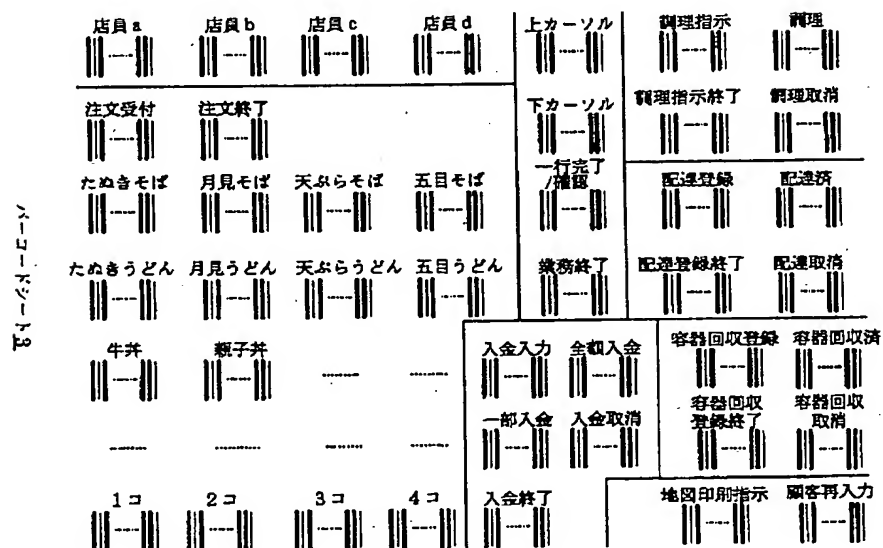 店員a 店員b 店員c 店員d 上カーソル 調理指示 調理
注文受付 注文終了 下カーソル 調理指示終了 調理取消
たぬきそば 月見そば 天ぷらそば 五目そば 一行完了/確認 配達登録 配達済
たぬきうどん 月見うどん 天ぷらうどん 五目うどん 業務終了 配達登録終了 配達取消
牛丼 親子丼 入金入力 全額入金 容器回収登録 容器回収済
一部入金 入金取消 容器回収登録終了 容器回収取消
1コ 2コ 3コ 4コ 入金終了 地図印刷指示 顧客再入力
バーコードシート